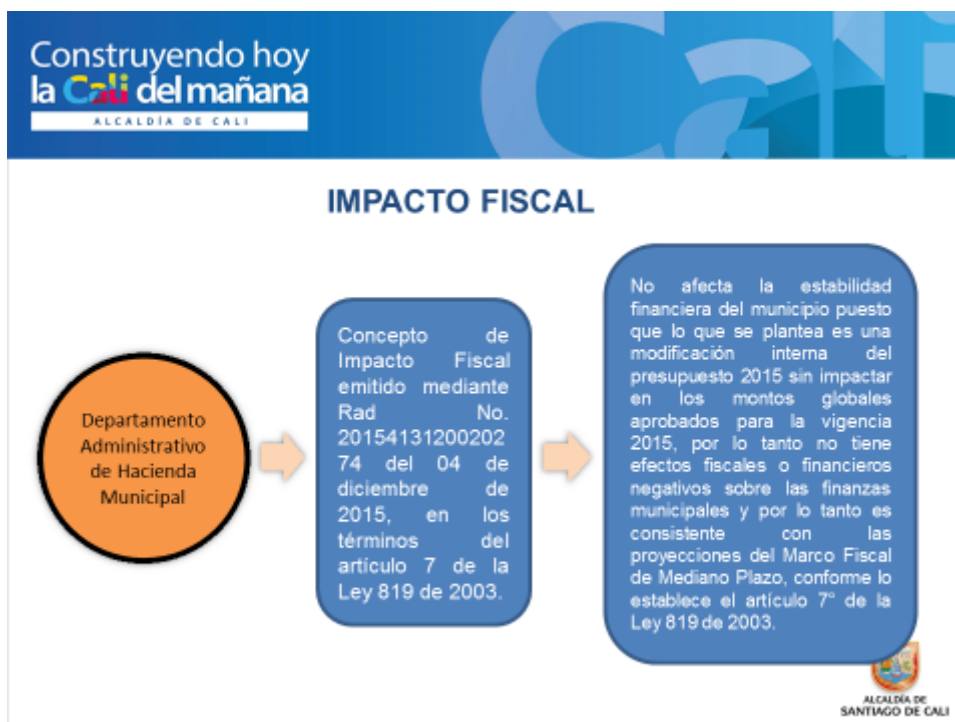 Construyendo hoy
la Cali del mañana
ALCALDÍA DE CALI
Cali
IMPACTO FISCAL
Departamento
Administrativo
de Hacienda
Municipal
Concepto de
Impacto Fiscal
emitido mediante
Rad No.
20154131200202
74 del 04 de
diciembre de
2015, en los
términos del
artículo 7 de la
Ley 819 de 2003.
No afecta la estabilidad
financiera del municipio puesto
que lo que se plantea es una
modificación interna del
presupuesto 2015 sin impactar
en los montos globales
aprobados para la vigencia
2015, por lo tanto no tiene
efectos fiscales o financieros
negativos sobre las finanzas
municipales y por lo tanto es
consistente con las
proyecciones del Marco Fiscal
de Mediano Plazo, conforme lo
establece el artículo 7° de la
Ley 819 de 2003.
ALCALDÍA DE
SANTIAGO DE CALI